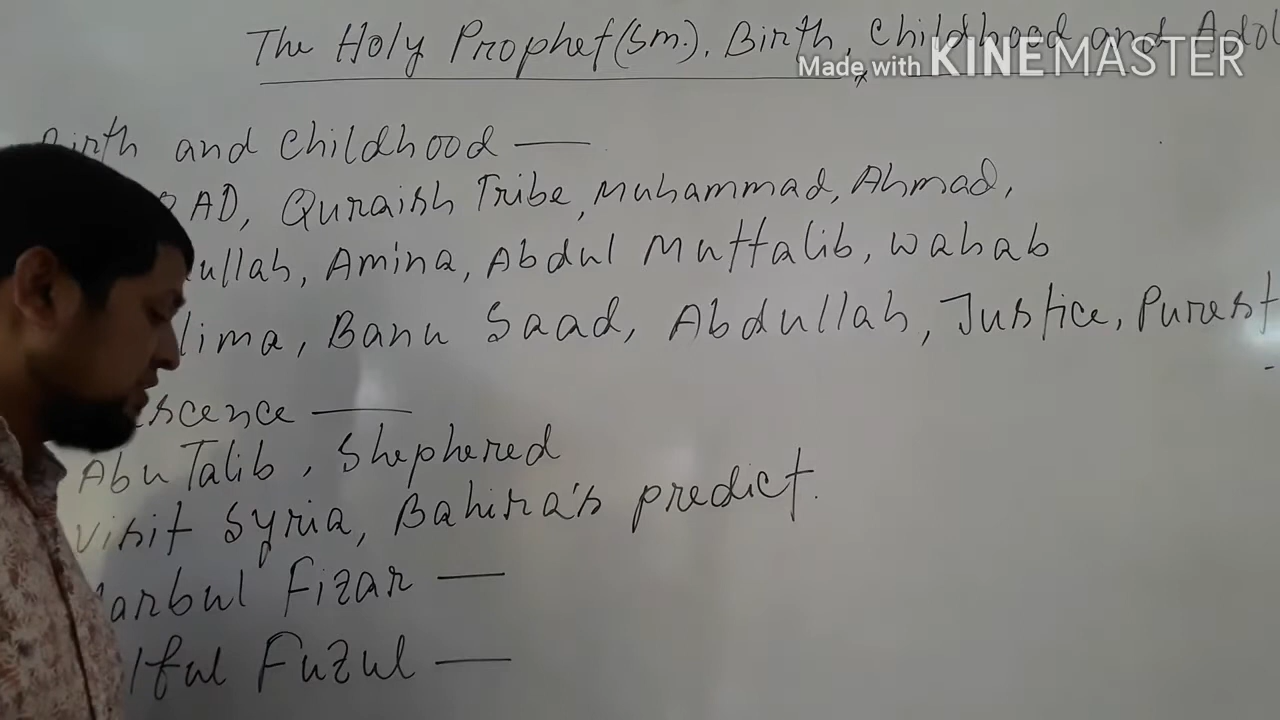 The Holy Prophet(Sm.). Birth, Childhood and Adol
Made with KINEMASTER
Birth and Childhood —
AD, Quraish Tribe, Muhammad, Ahmad,
ullah, Amina, Abdul Muttalib, Wahab
lima, Banu Saad, Abdullah, Justice, Purest
scence —
Abu Talib, Shephered
Visit Syria, Bahira's predict.
arbul Fizar —
lful Fuzul —